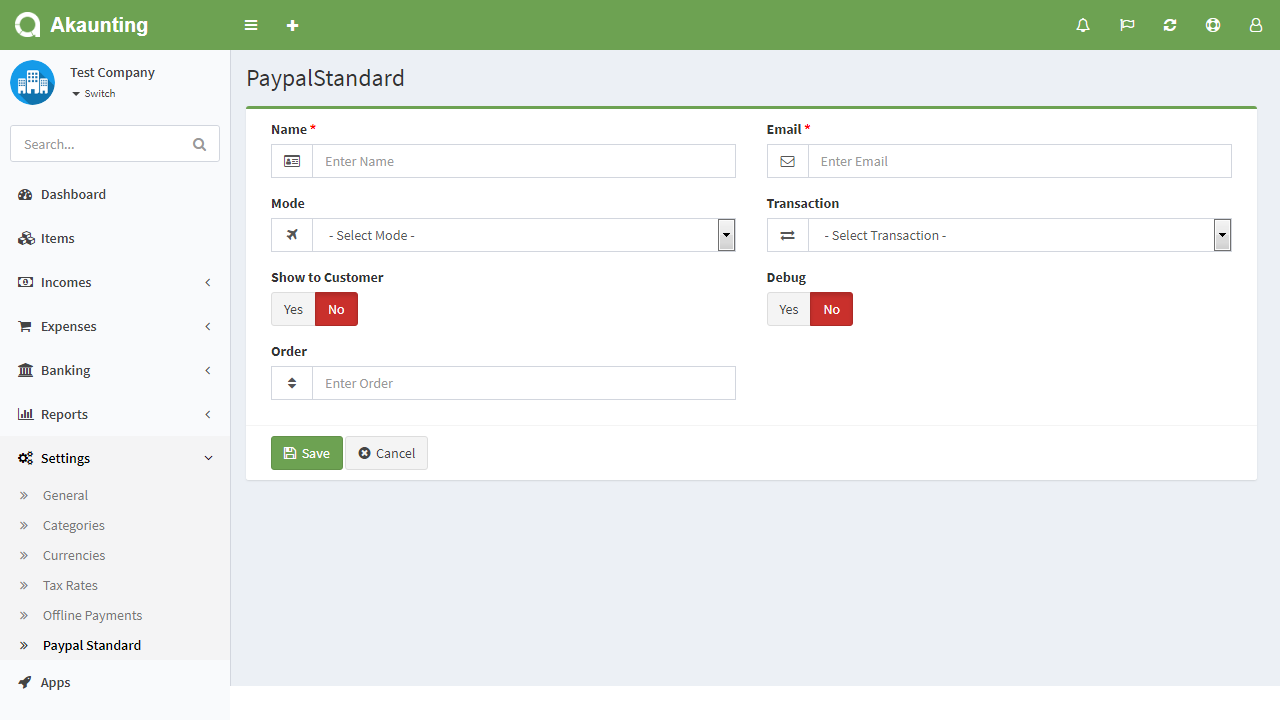 Akaunting
Test Company
Switch
Search...
Dashboard
Items
Incomes
Expenses
Banking
Reports
Settings
General
Categories
Currencies
Tax Rates
Offline Payments
Paypal Standard
Apps
PaypalStandard
Name *
Enter Name
Email *
Enter Email
Mode
- Select Mode -
Transaction
- Select Transaction -
Show to Customer
Yes No
Debug
Yes No
Order
Enter Order
Save Cancel